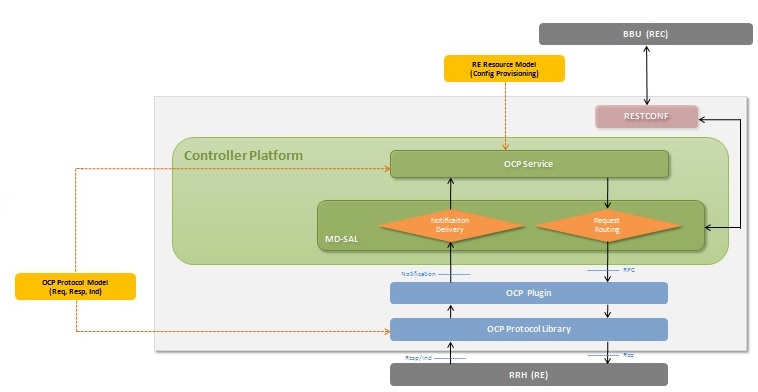 BBU (REC)
RE Resource Model
(Config Provisioning)
RESTCONF
Controller Platform
OCP Service
Notificaiton
Delivery
Request
Routing
MD-SAL
Notification
RPC
OCP Protocol Model
(Req, Resp, Ind)
OCP Plugin
OCP Protocol Library
Resp/Ind
Req
RRH (RE)